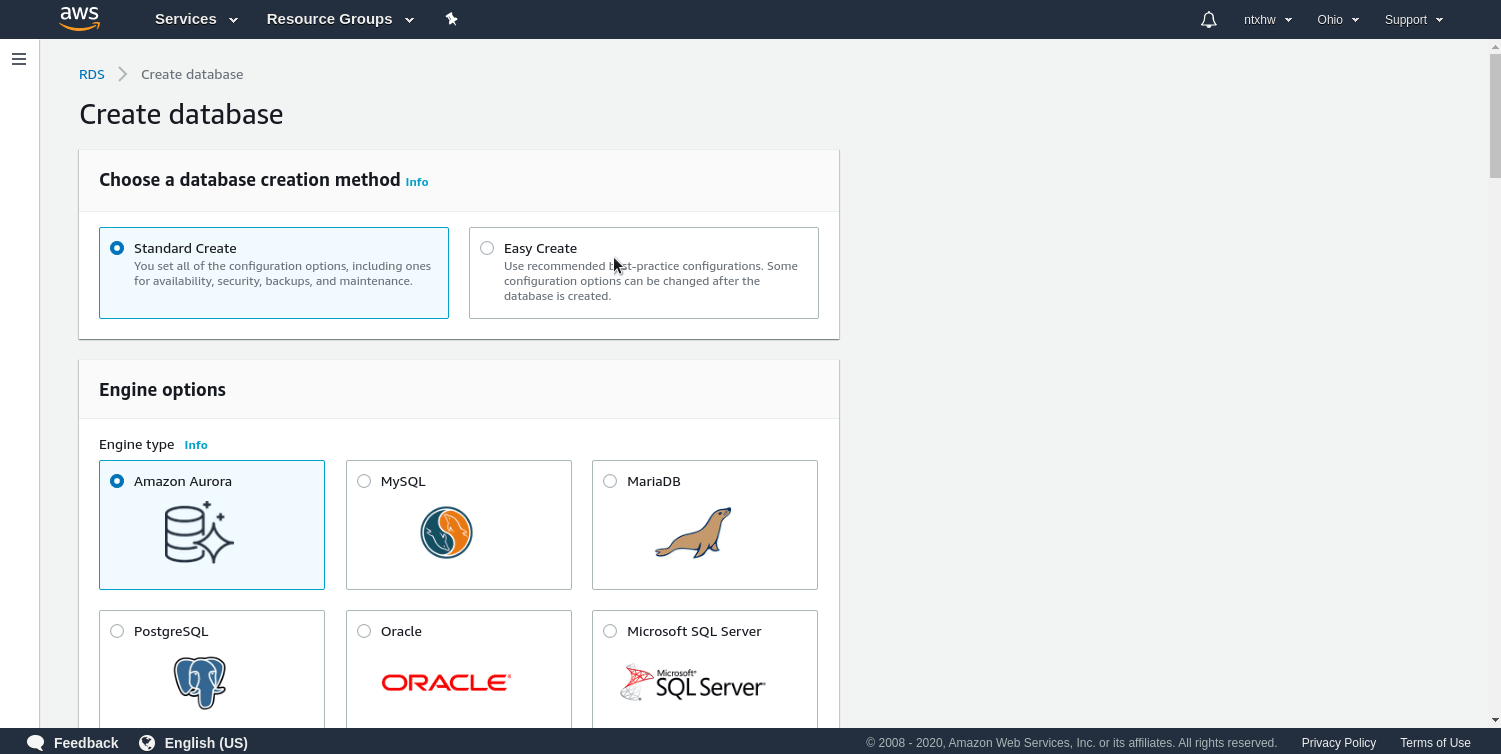 aws Services Resource Groups ntxhw Ohio Support
RDS Create database
Create database
Choose a database creation method Info
Standard Create
You set all of the configuration options, including ones
for availability, security, backups, and maintenance.
Easy Create
Use recommended best-practice configurations. Some
configuration options can be changed after the
database is created.
Engine options
Engine type Info
Amazon Aurora
MySQL
MariaDB
PostgreSQL
Oracle
ORACLE®
Microsoft SQL Server
Microsoft®
SQL Server®
Feedback English (US) © 2008 - 2020, Amazon Web Services, Inc. or its affiliates. All rights reserved. Privacy Policy Terms of Use